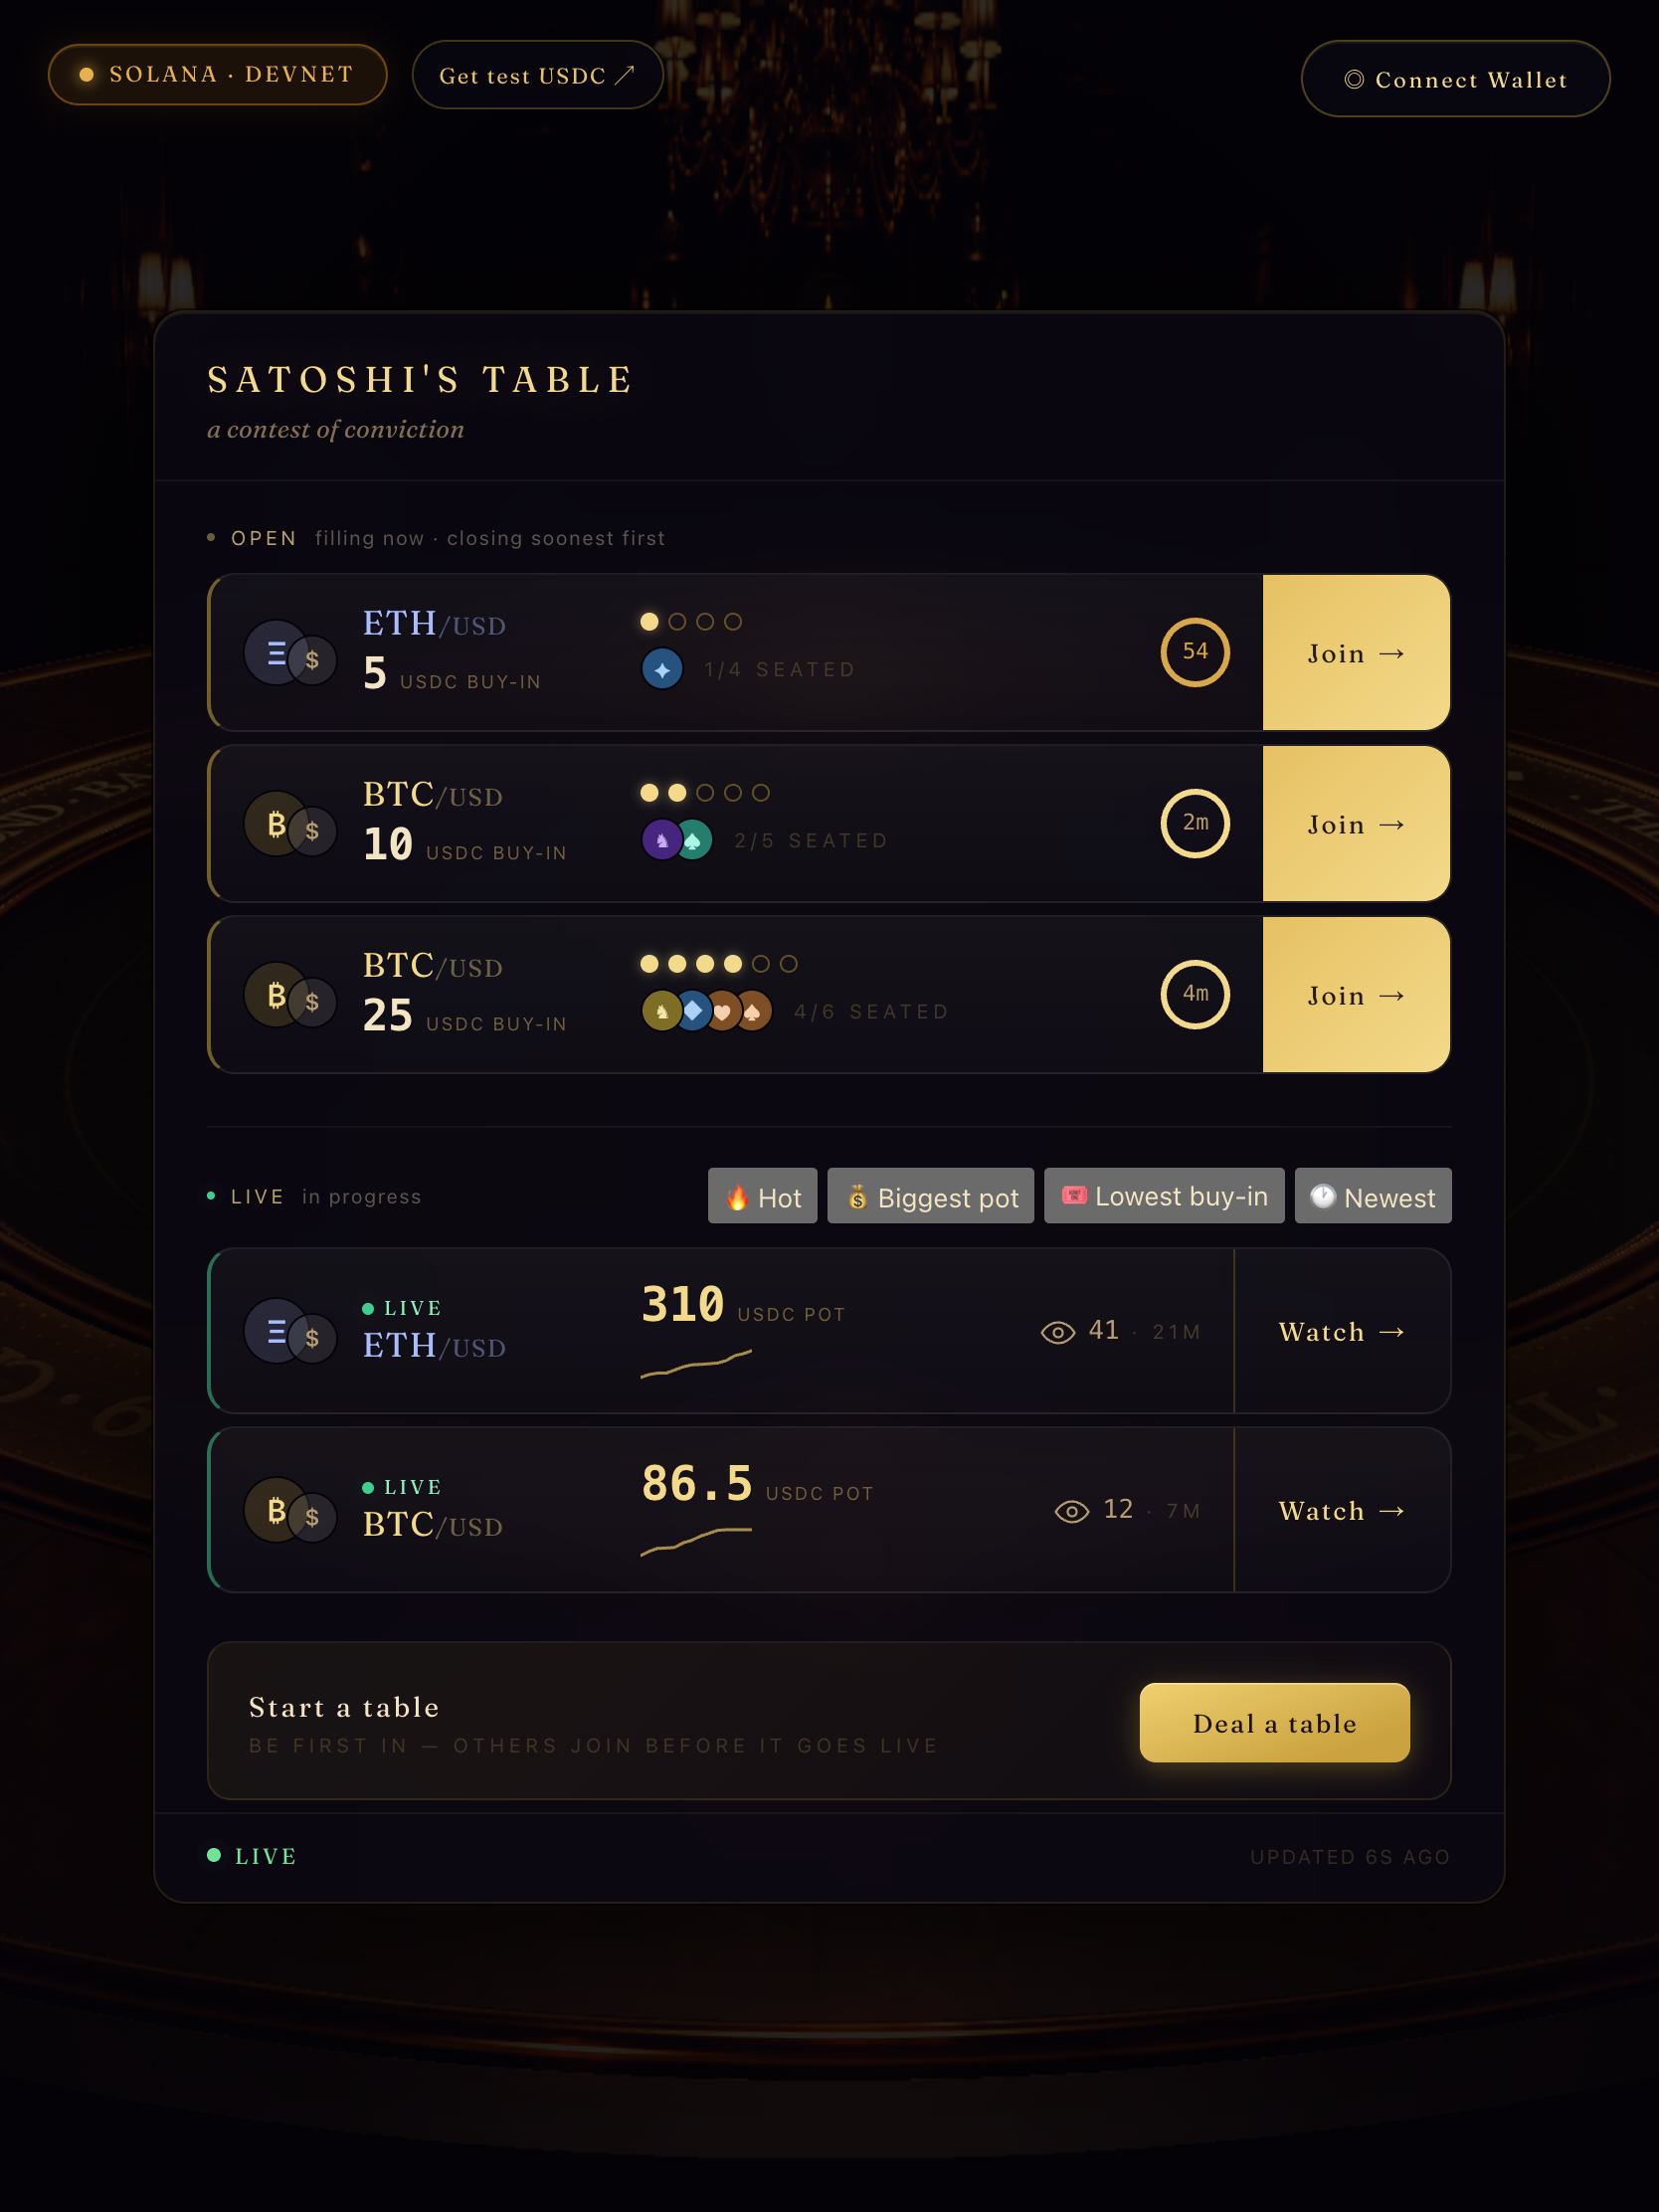 SOLANA · DEVNET
Get test USDC ↗
◎ Connect Wallet
SATOSHI'S TABLE
a contest of conviction
OPEN filling now · closing soonest first
Ξ $ ETH/USD
5 USDC BUY-IN
1/4 SEATED
54
Join →
₿ $ BTC/USD
10 USDC BUY-IN
2/5 SEATED
2m
Join →
₿ $ BTC/USD
25 USDC BUY-IN
4/6 SEATED
4m
Join →
LIVE in progress
🔥 Hot
💰 Biggest pot
🎟️ Lowest buy-in
🕐 Newest
LIVE
Ξ $ ETH/USD
310 USDC POT
41 · 21M
Watch →
LIVE
₿ $ BTC/USD
86.5 USDC POT
12 · 7M
Watch →
Start a table
BE FIRST IN — OTHERS JOIN BEFORE IT GOES LIVE
Deal a table
LIVE
UPDATED 6S AGO